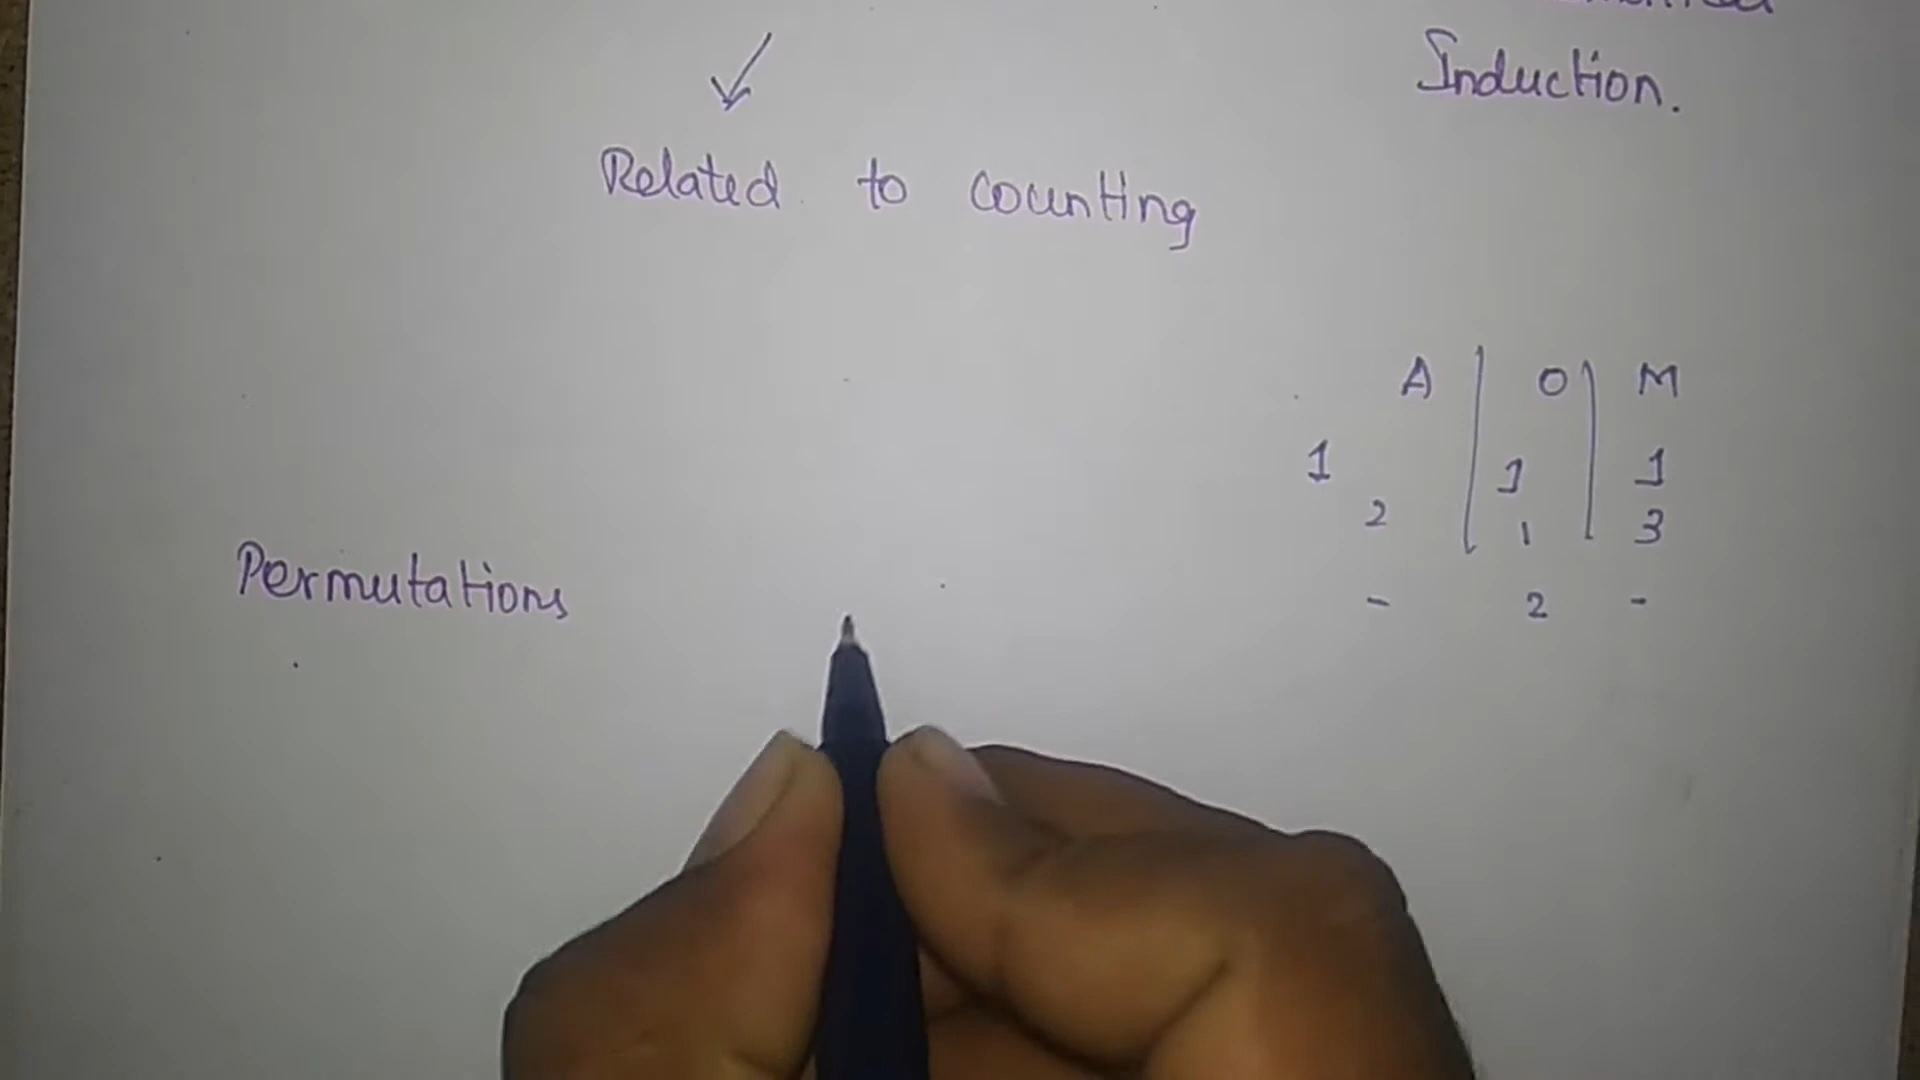 Induction.
Related to counting
A | O | M
1 1 1
2 1 3
- 2 -
Permutations